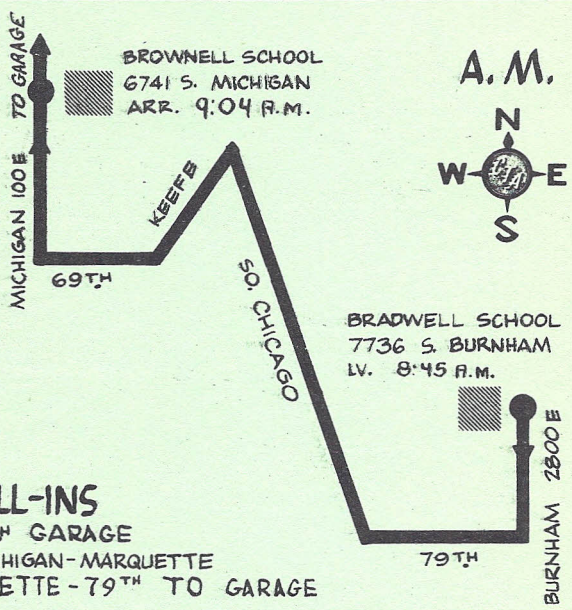 A.M.
BROWNELL SCHOOL
6741 S. MICHIGAN
ARR. 9:04 A.M.
MICHIGAN 100 E TO GARAGE
N
W E
S
KEEFE
69TH
SO. CHICAGO
BRADWELL SCHOOL
7736 S. BURNHAM
LV. 8:45 A.M.
BURNHAM 2800 E
79TH
LL-INS
H GARAGE
HIGAN-MARQUETTE
ETTE-79TH TO GARAGE